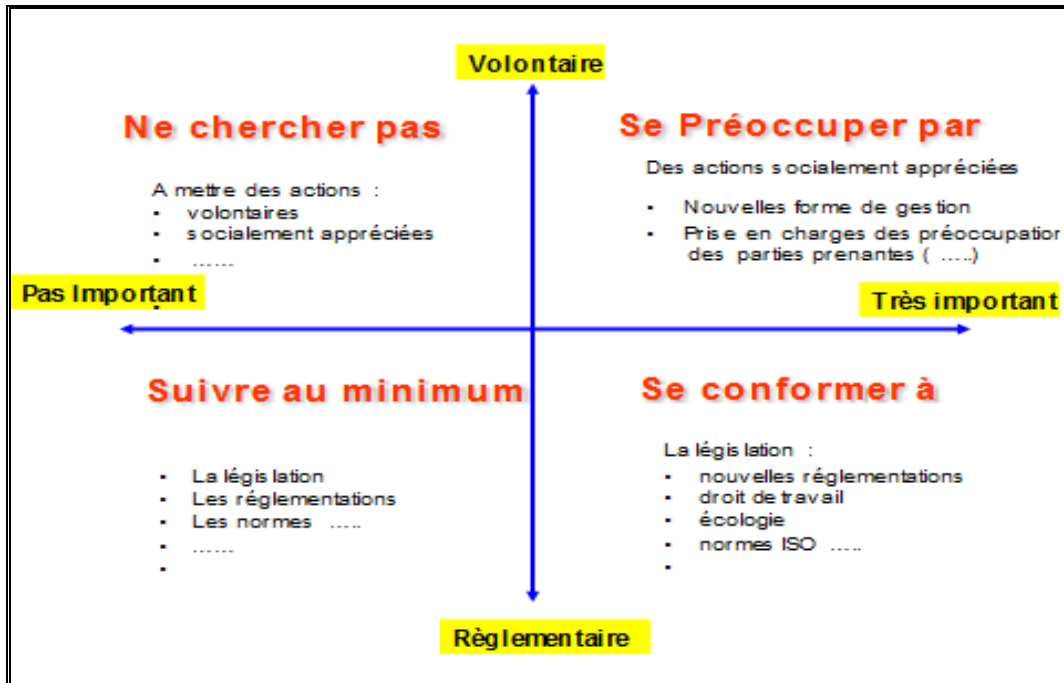 Volontaire
Ne chercher pas
A mettre des actions :
▪ volontaires
▪ socialement appréciées
▪ ......
▪
Se Préoccuper par
Des actions socialement appréciées
▪ Nouvelles forme de gestion
▪ Prise en charges des préoccupation
des parties prenantes ( .....)
Pas Important
Très important
Suivre au minimum
▪ La législation
▪ Les réglementations
▪ Les normes .....
▪ ......
▪
Se conformer à
La législation :
▪ nouvelles réglementations
▪ droit de travail
▪ écologie
▪ normes ISO .....
▪
Règlementaire